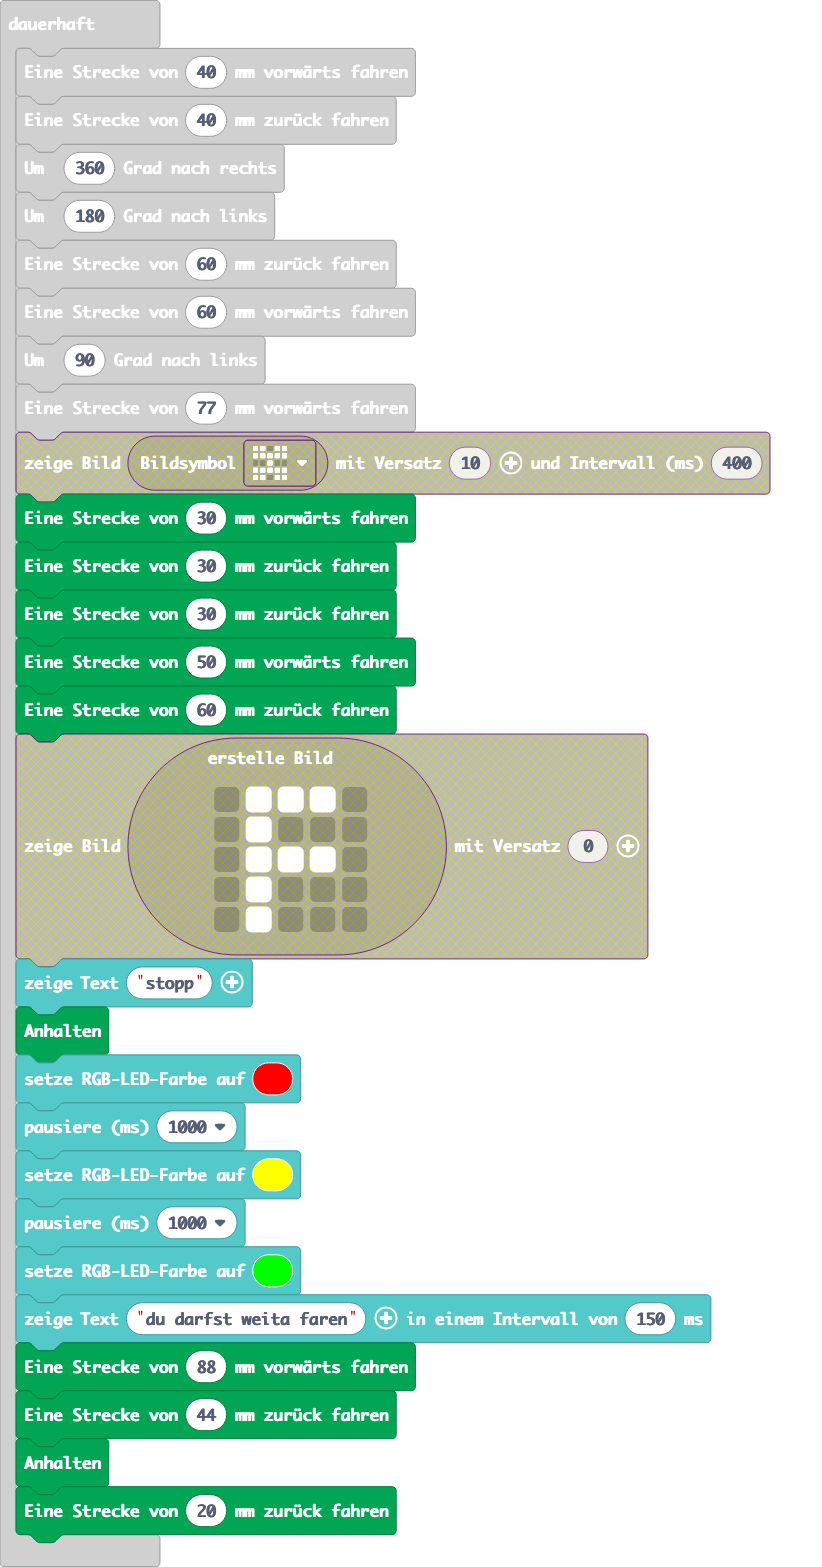 dauerhaft
Eine Strecke von 40 mm vorwärts fahren
Eine Strecke von 40 mm zurück fahren
Um 360 Grad nach rechts
Um 180 Grad nach links
Eine Strecke von 60 mm zurück fahren
Eine Strecke von 60 mm vorwärts fahren
Um 90 Grad nach links
Eine Strecke von 77 mm vorwärts fahren
zeige Bild Bildsymbol mit Versatz 10 und Intervall (ms) 400
Eine Strecke von 30 mm vorwärts fahren
Eine Strecke von 30 mm zurück fahren
Eine Strecke von 30 mm zurück fahren
Eine Strecke von 50 mm vorwärts fahren
Eine Strecke von 60 mm zurück fahren
erstelle Bild
zeige Bild mit Versatz 0
zeige Text "stopp"
Anhalten
setze RGB-LED-Farbe auf
pausiere (ms) 1000
setze RGB-LED-Farbe auf
pausiere (ms) 1000
setze RGB-LED-Farbe auf
zeige Text "du darfst weita faren" in einem Intervall von 150 ms
Eine Strecke von 88 mm vorwärts fahren
Eine Strecke von 44 mm zurück fahren
Anhalten
Eine Strecke von 20 mm zurück fahren